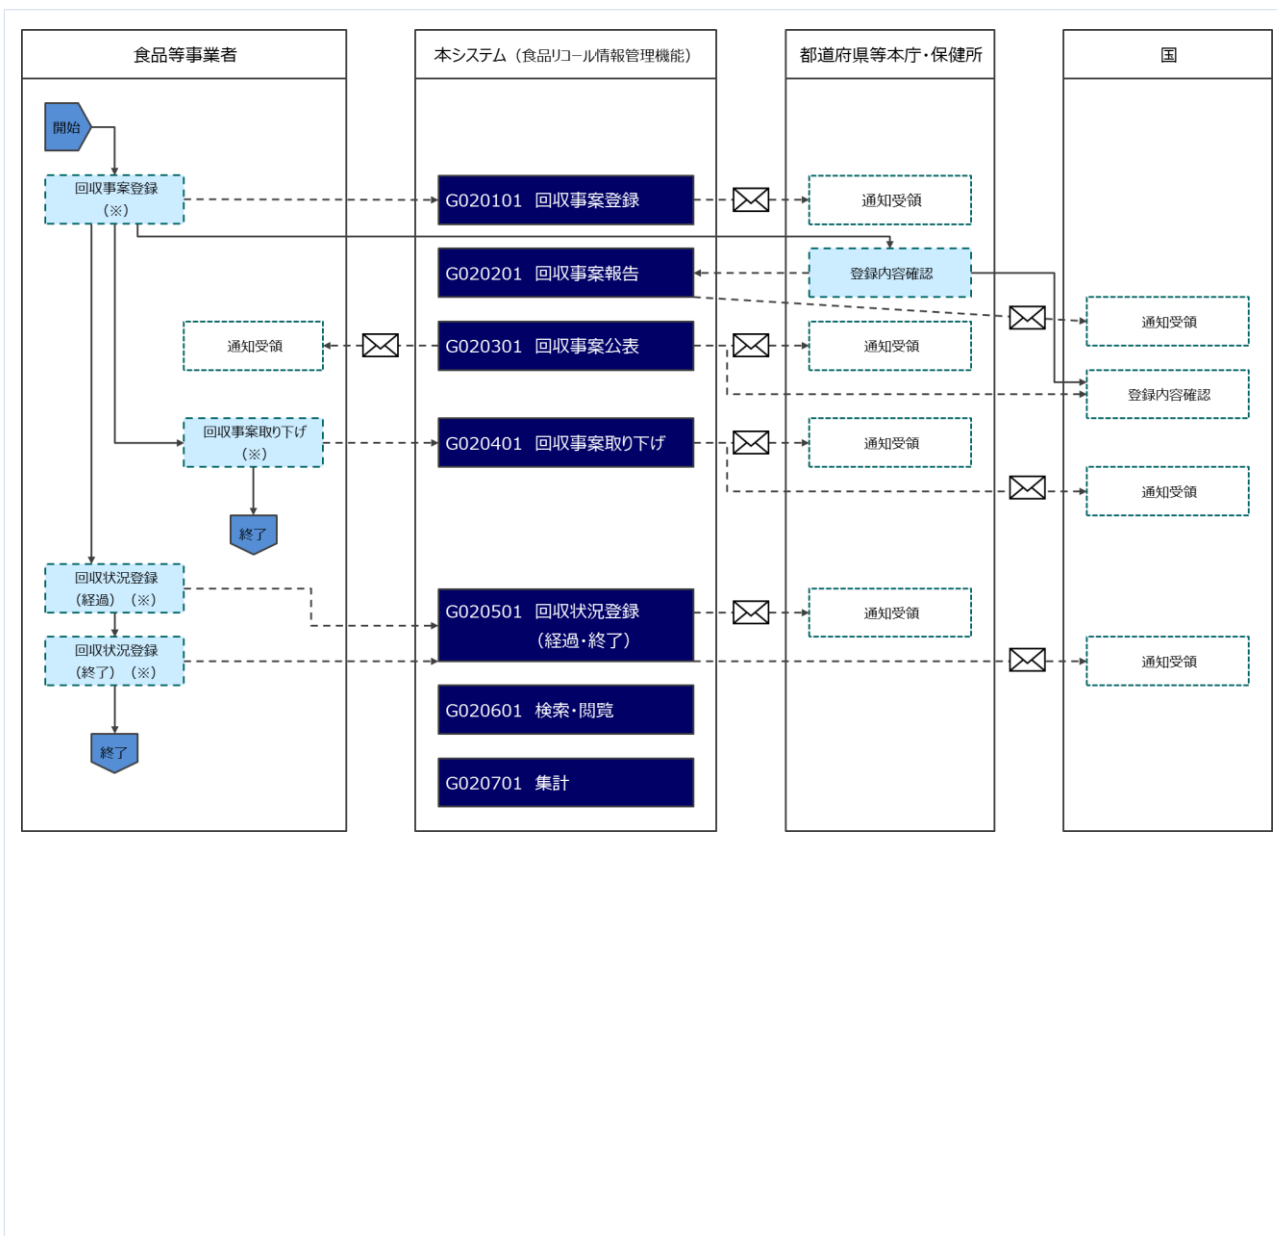 食品等事業者
本システム（食品リコール情報管理機能）
都道府県等本庁・保健所
国
開始
回収事案登録
（※）
G020101 回収事案登録
通知受領
G020201 回収事案報告
登録内容確認
通知受領
通知受領
G020301 回収事案公表
通知受領
登録内容確認
回収事案取り下げ
（※）
G020401 回収事案取り下げ
通知受領
通知受領
終了
回収状況登録
（経過）（※）
G020501 回収状況登録
（経過・終了）
通知受領
回収状況登録
（終了）（※）
通知受領
G020601 検索・閲覧
終了
G020701 集計